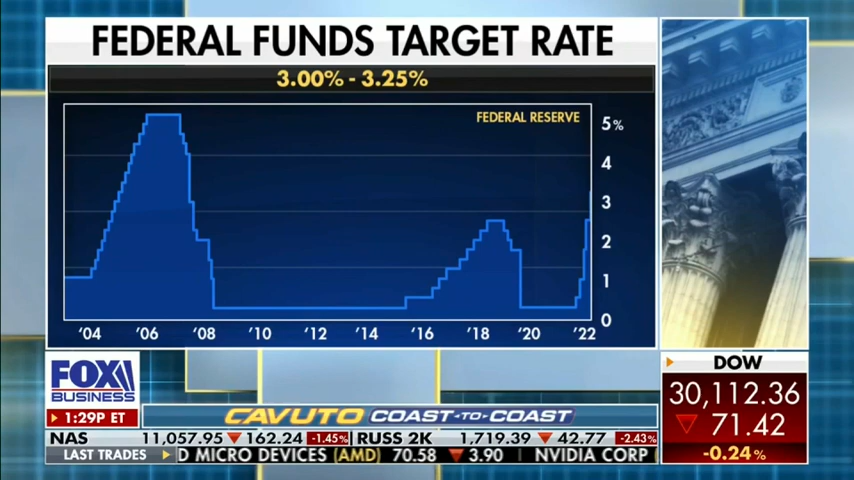 FEDERAL FUNDS TARGET RATE
3.00% - 3.25%
FEDERAL RESERVE
5%
4
3
2
1
0
'04 '06 '08 '10 '12 '14 '16 '18 '20 '22
FOX
BUSINESS
1:29P ET
CAVUTO COAST-TO-COAST
DOW
30,112.36
71.42
-0.24%
NAS 11,057.95 162.24 -1.45% RUSS 2K 1,719.39 42.77 -2.43%
LAST TRADES D MICRO DEVICES (AMD) 70.58 3.90 NVIDIA CORP (